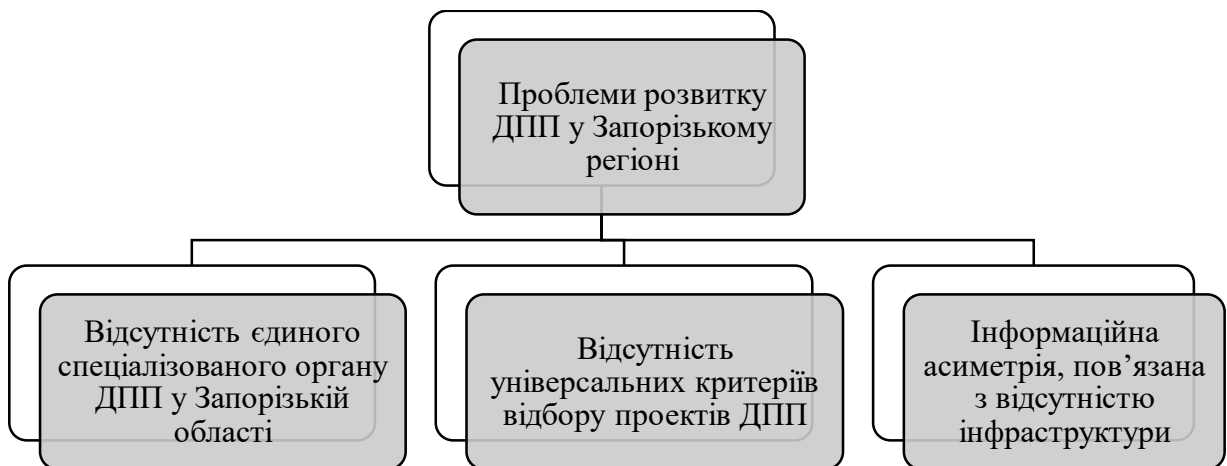 Проблеми розвитку
ДПП у Запорізькому
регіоні
Відсутність єдиного
спеціалізованого органу
ДПП у Запорізькій
області
Відсутність
універсальних критеріїв
відбору проектів ДПП
Інформаційна
асиметрія, пов’язана
з відсутністю
інфраструктури